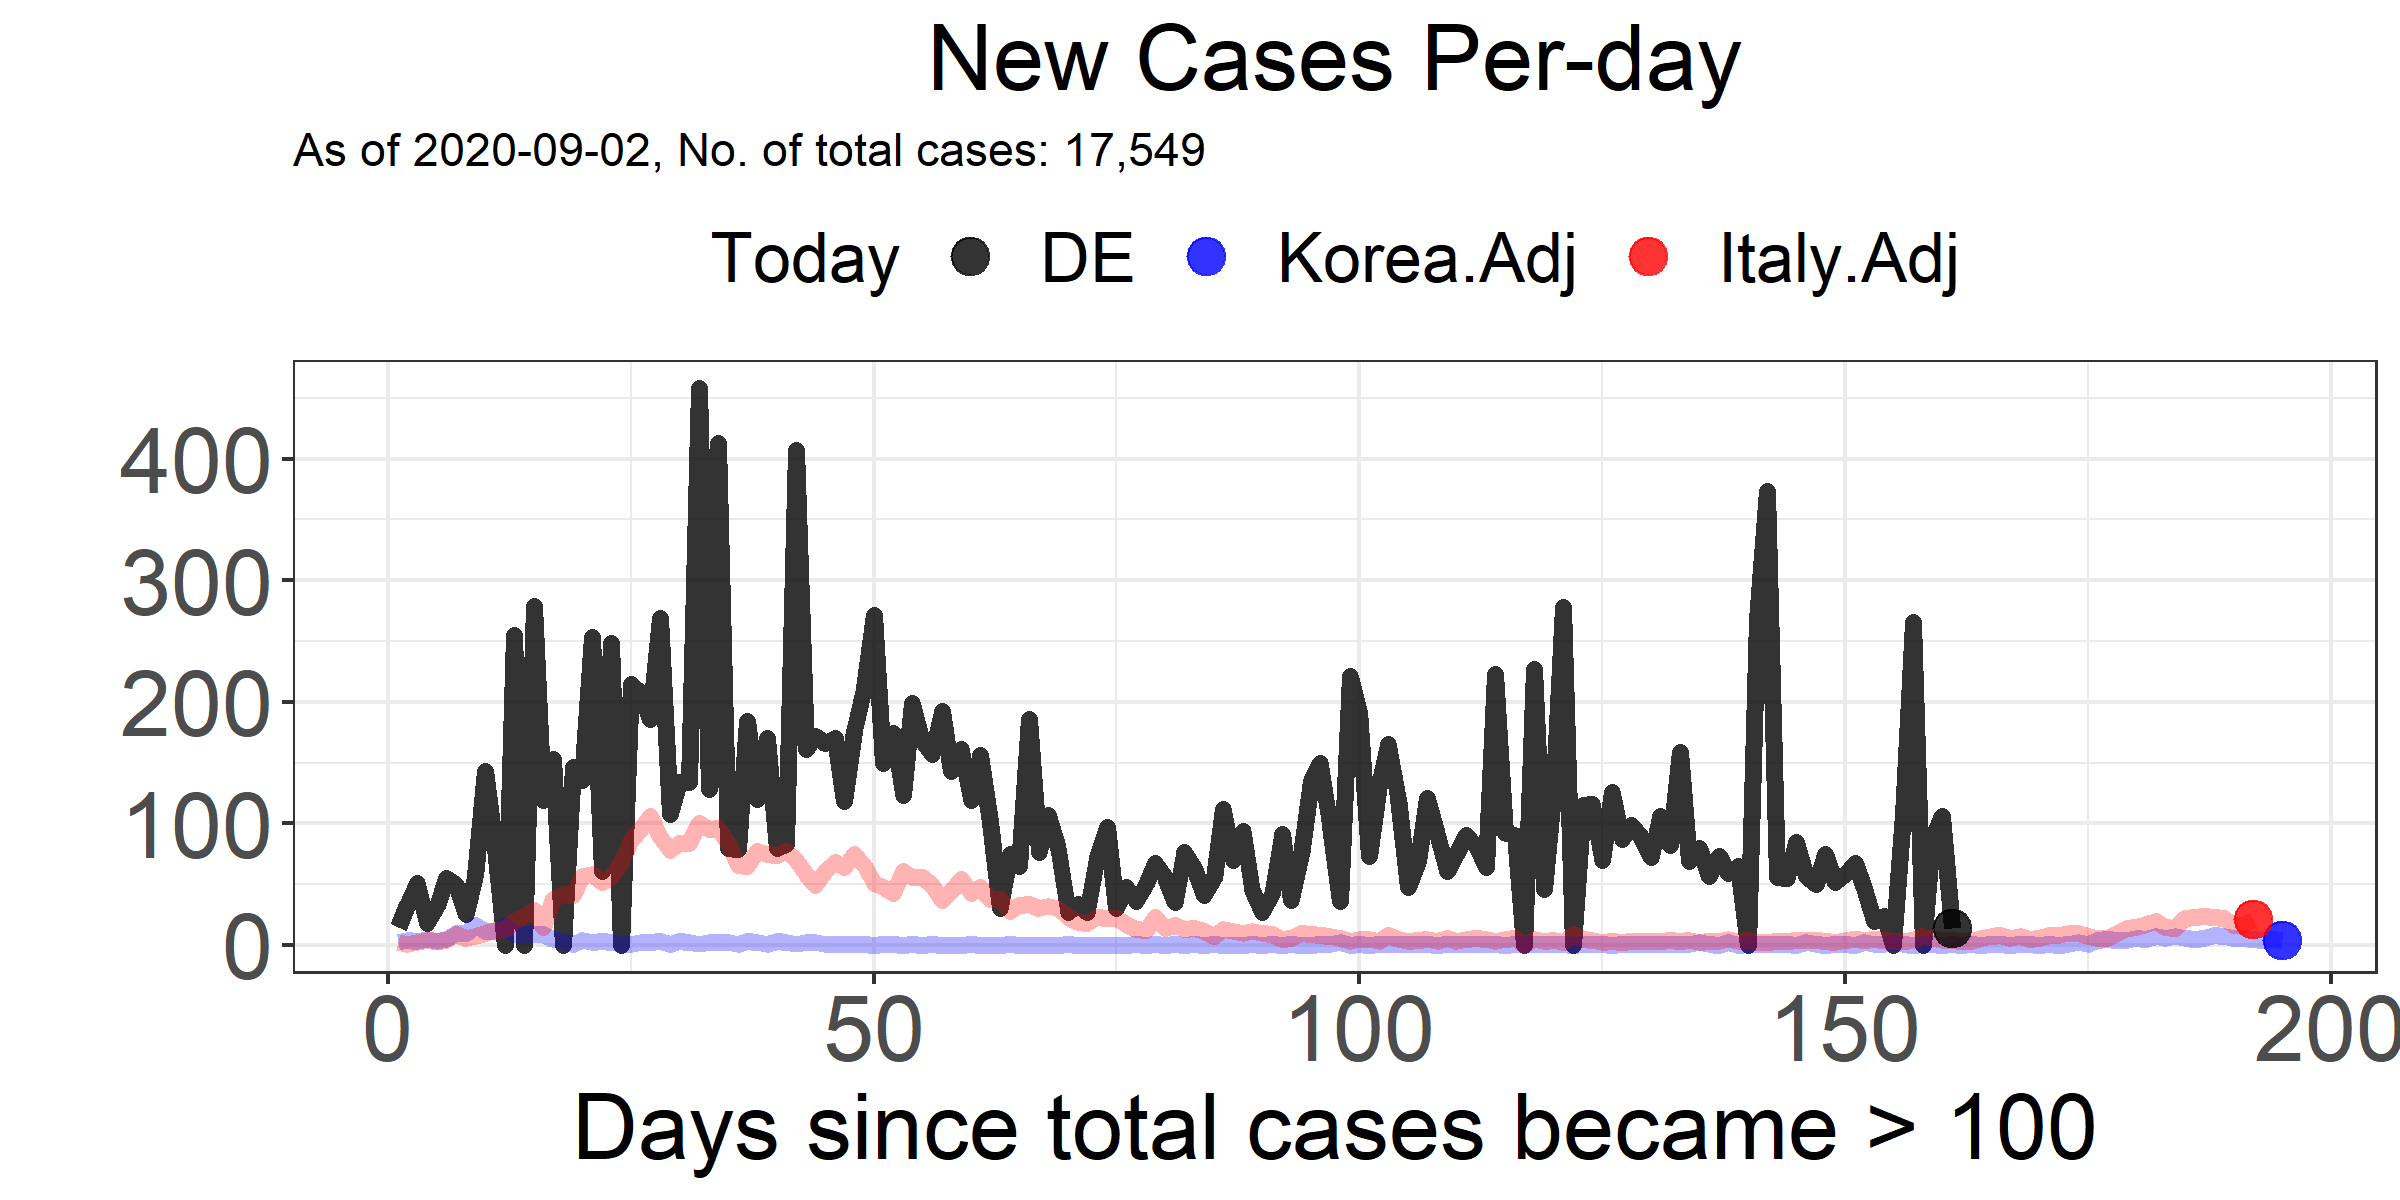 New Cases Per-day
As of 2020-09-02, No. of total cases: 17,549
Today DE Korea.Adj Italy.Adj
400
300
200
100
0
0 50 100 150 200
Days since total cases became > 100